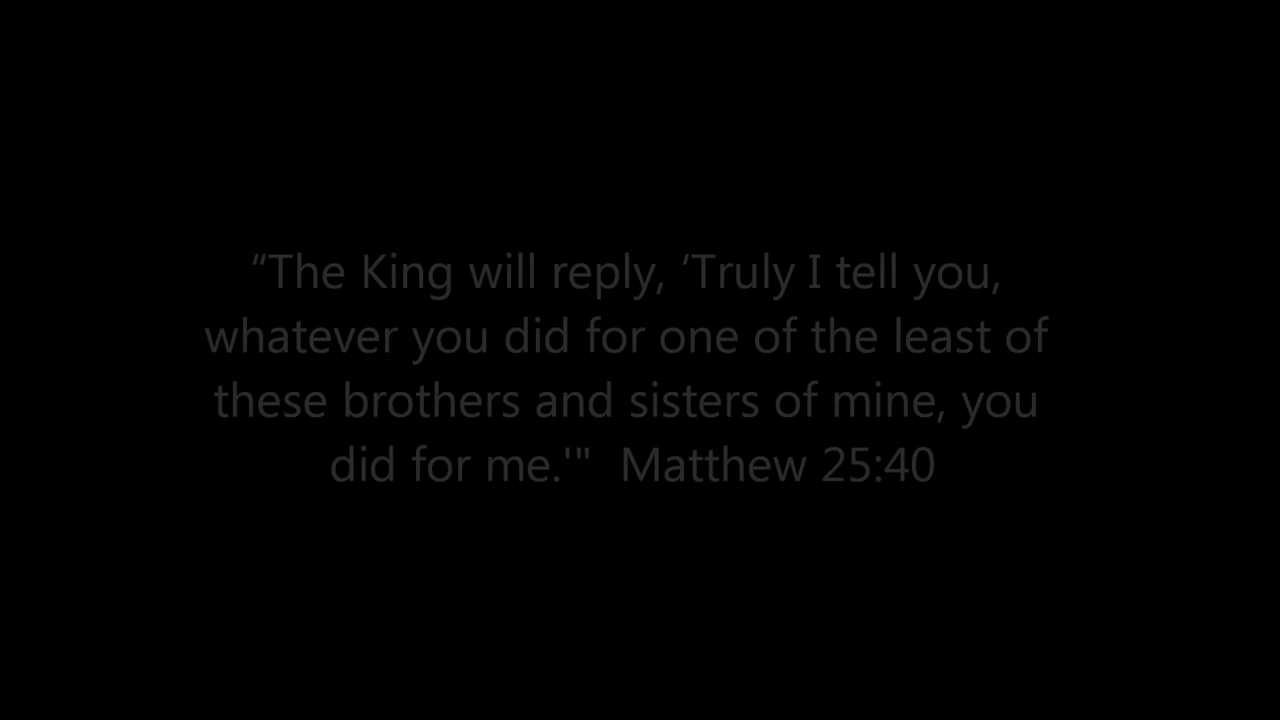 “The King will reply, ‘Truly I tell you,
whatever you did for one of the least of
these brothers and sisters of mine, you
did for me.'"  Matthew 25:40